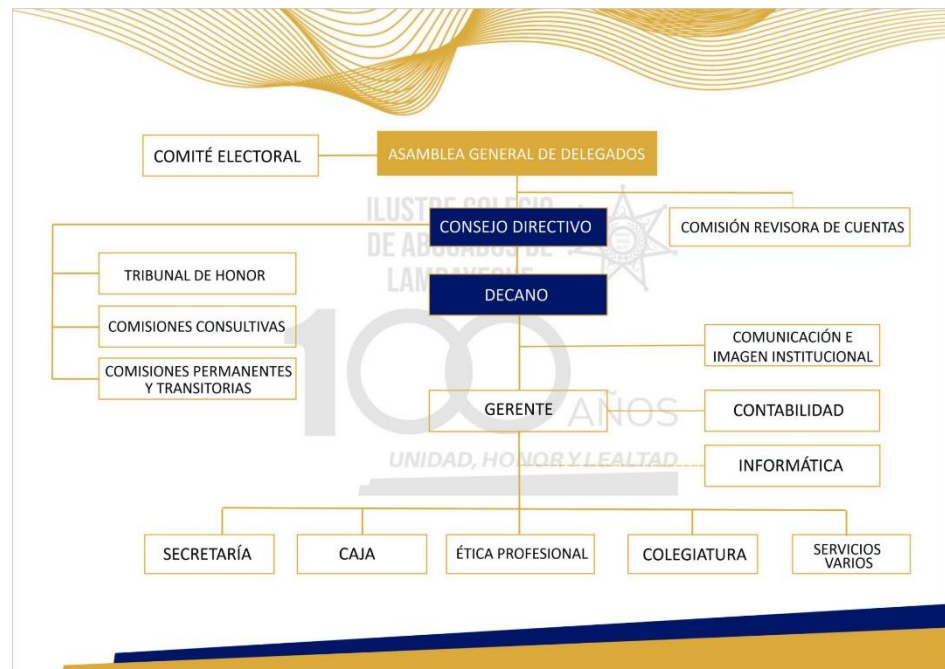 COMITÉ ELECTORAL
ASAMBLEA GENERAL DE DELEGADOS
ILUSTRE COLEGIO
DE ABOGADOS DE
LAMBAYEQUE
CONSEJO DIRECTIVO
COMISIÓN REVISORA DE CUENTAS
TRIBUNAL DE HONOR
DECANO
COMISIONES CONSULTIVAS
COMUNICACIÓN E
IMAGEN INSTITUCIONAL
COMISIONES PERMANENTES
Y TRANSITORIAS
100 AÑOS
GERENTE
CONTABILIDAD
UNIDAD, HONOR Y LEALTAD
INFORMÁTICA
SECRETARÍA
CAJA
ÉTICA PROFESIONAL
COLEGIATURA
SERVICIOS
VARIOS